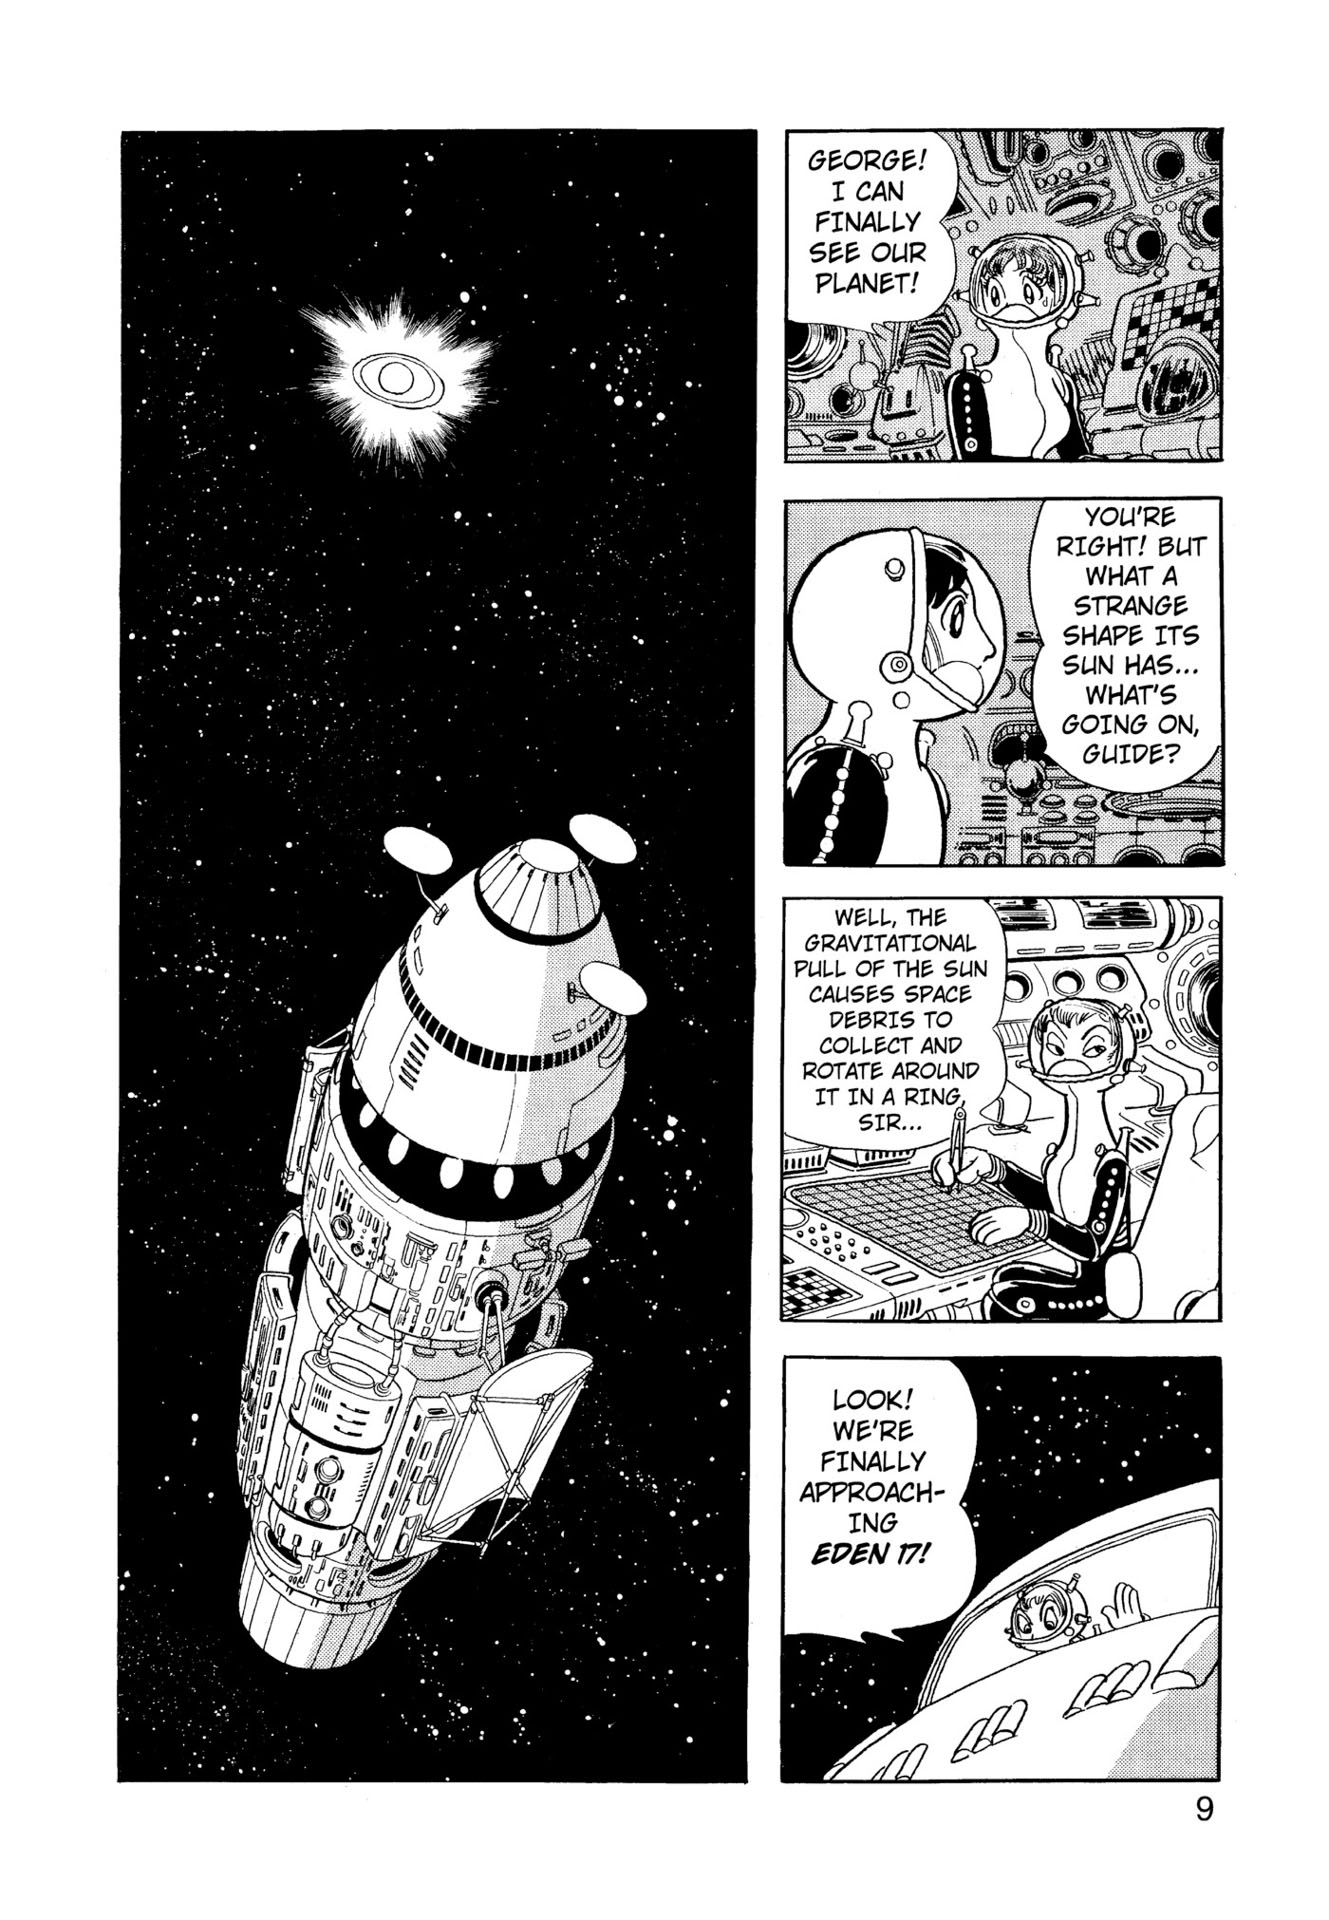 GEORGE!
I CAN
FINALLY
SEE OUR
PLANET!
YOU'RE
RIGHT! BUT
WHAT A
STRANGE
SHAPE ITS
SUN HAS...
WHAT'S
GOING ON,
GUIDE?
WELL, THE
GRAVITATIONAL
PULL OF THE SUN
CAUSES SPACE
DEBRIS TO
COLLECT AND
ROTATE AROUND
IT IN A RING,
SIR...
LOOK!
WE'RE
FINALLY
APPROACH-
ING
EDEN 17!
9